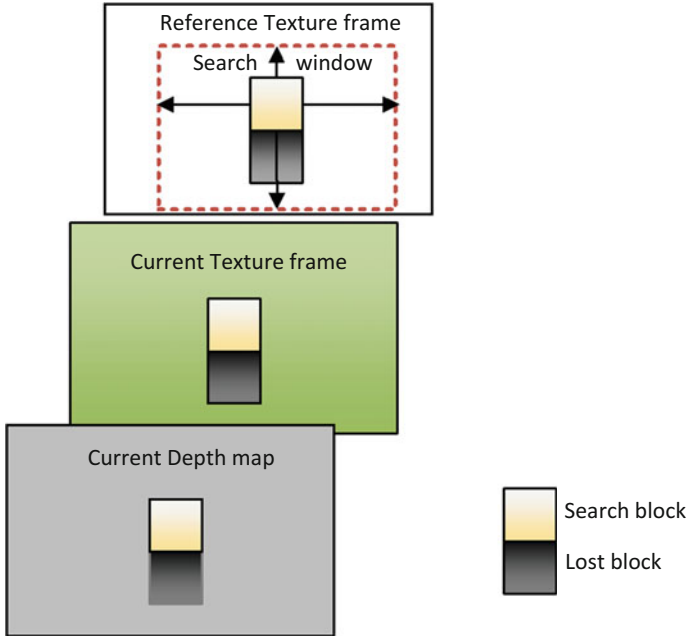 Reference Texture frame
Search window
Current Texture frame
Current Depth map
Search block
Lost block